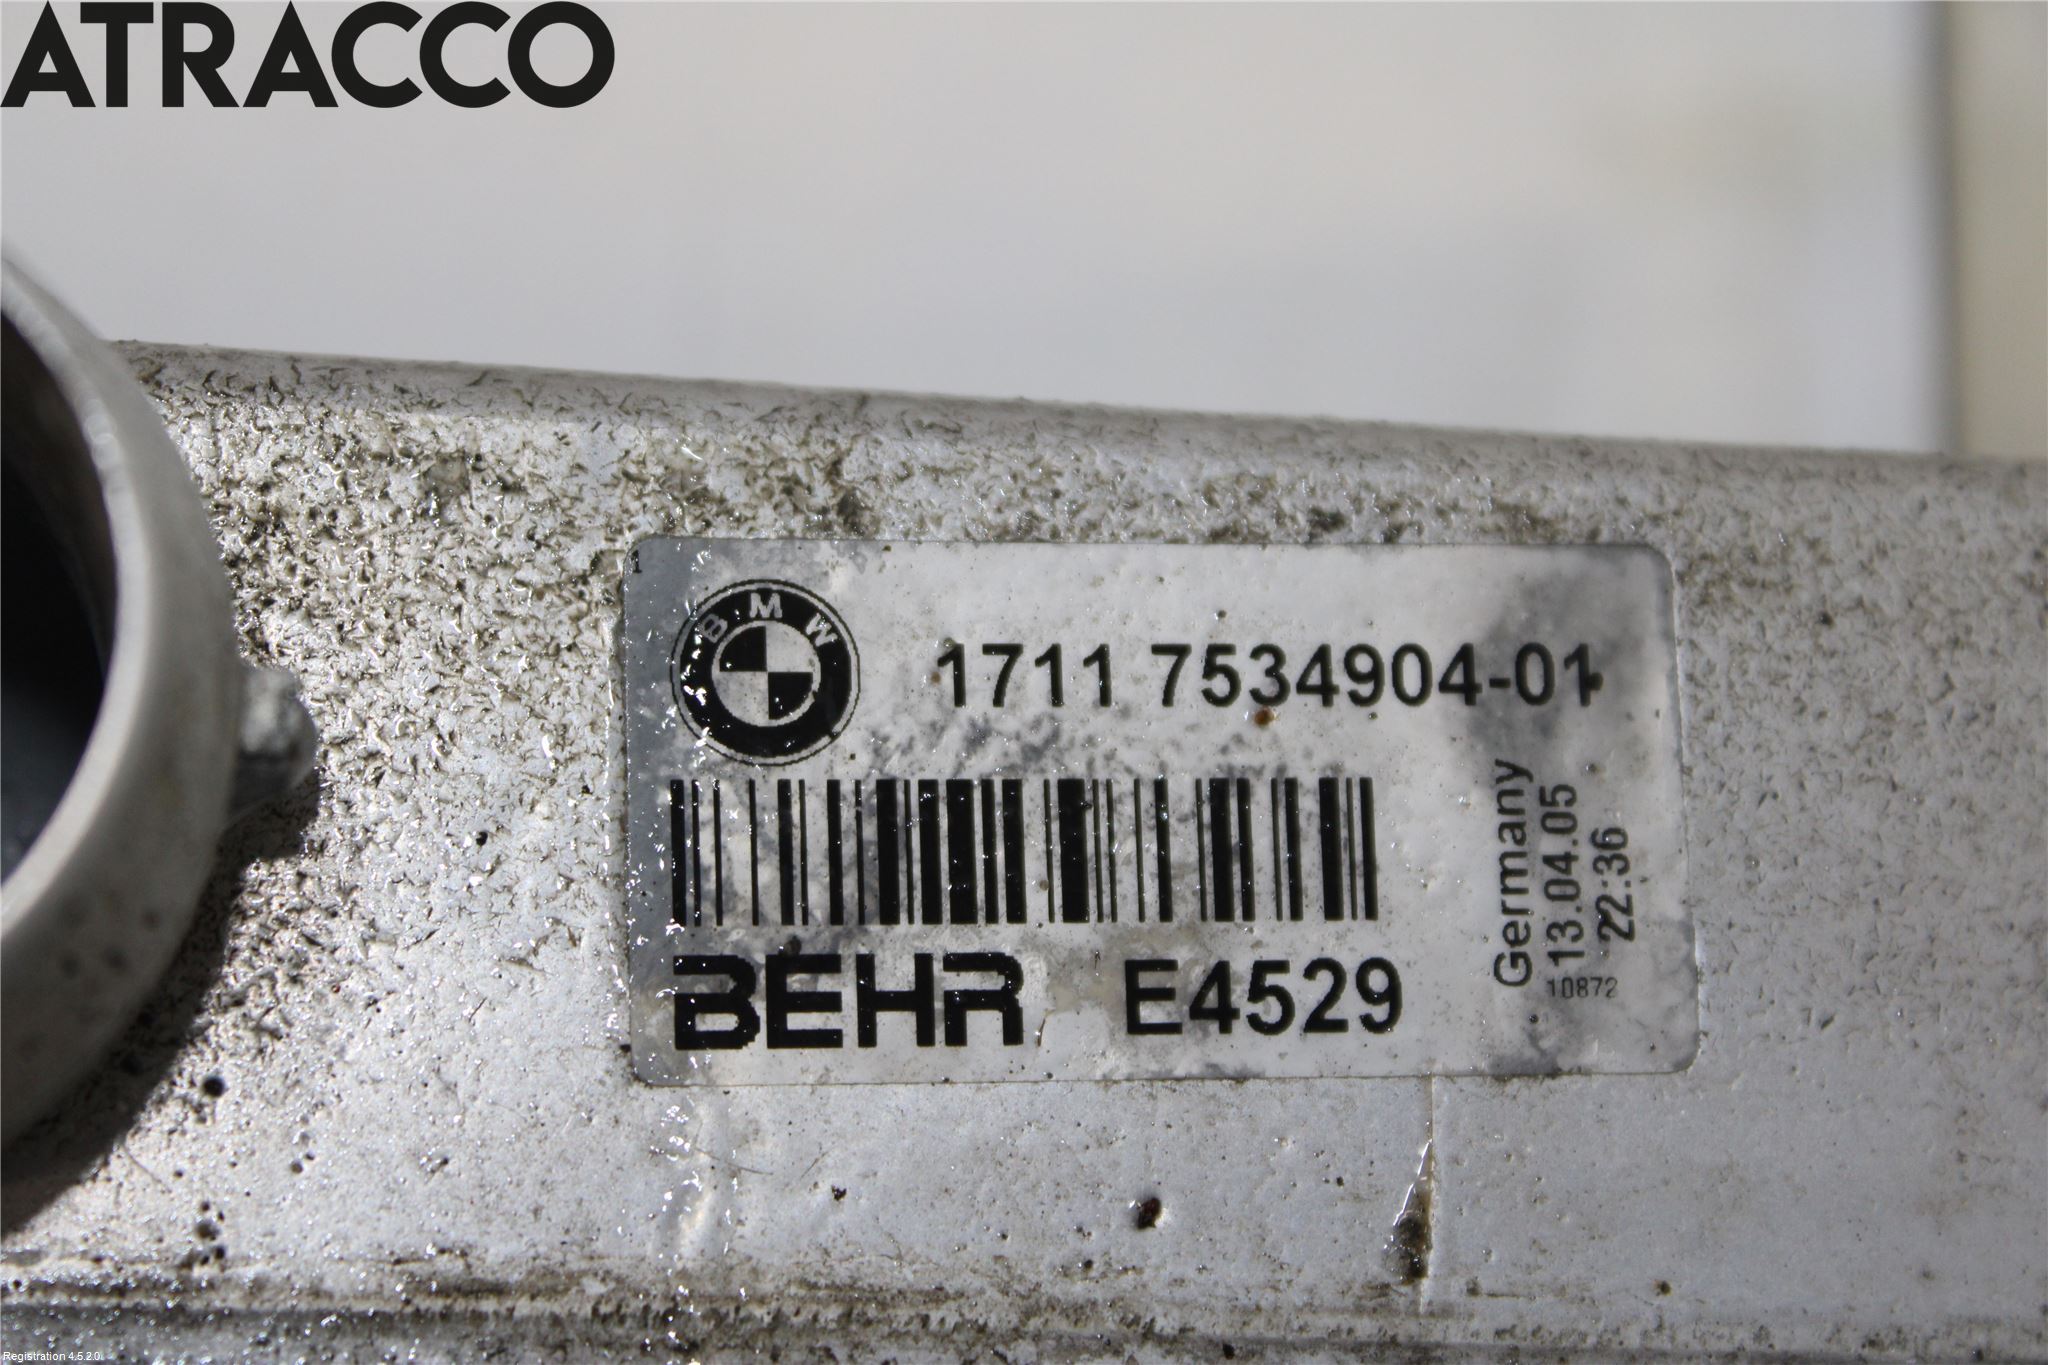 ATRACCO
1
BMW
1711 7534904-01
Germany
13.04.05
22:36
10872
BEHR E4529
Registration 4.5.2.0